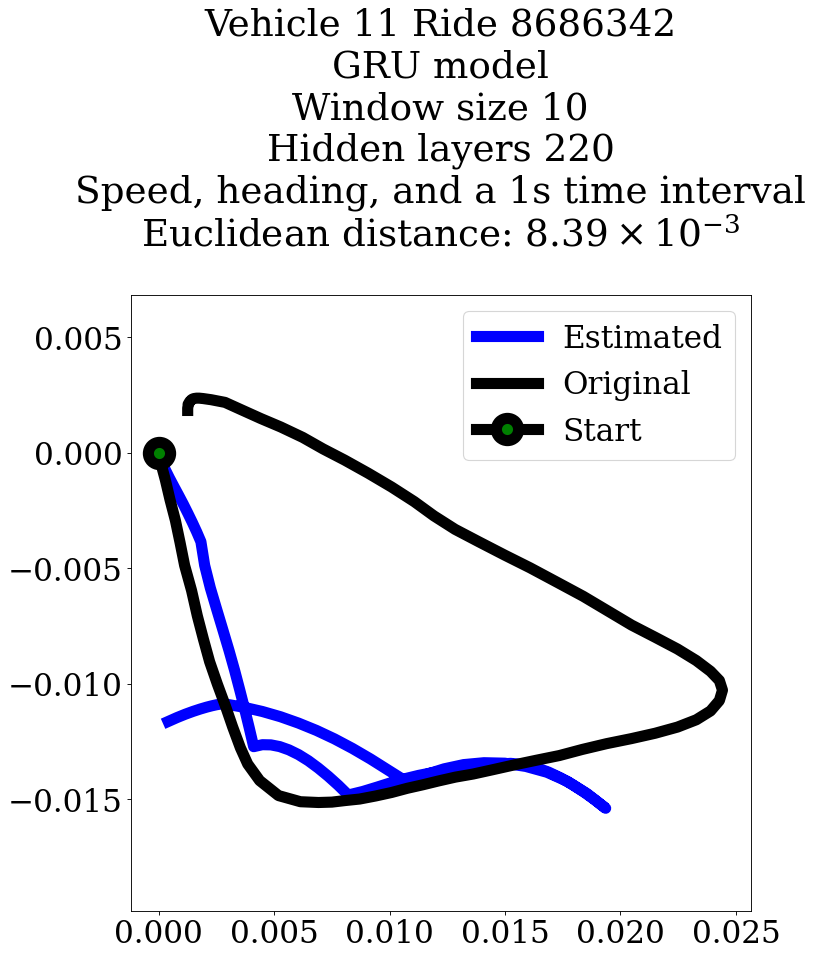 Vehicle 11 Ride 8686342
GRU model
Window size 10
Hidden layers 220
Speed, heading, and a 1s time interval
Euclidean distance: 8.39 × 10⁻³
Estimated
Original
Start
0.005
0.000
−0.005
−0.010
−0.015
0.000 0.005 0.010 0.015 0.020 0.025